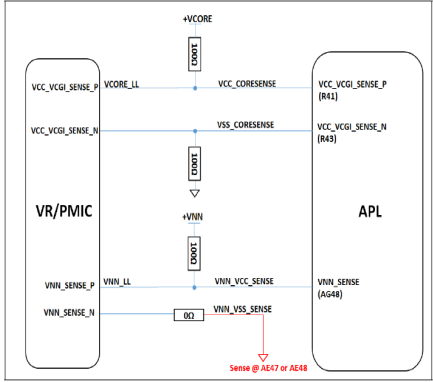 +VCORE
100Ω
VCC_VCGI_SENSE_P VCORE_LL VCC_CORESENSE VCC_VCGI_SENSE_P
(R41)
VCC_VCGI_SENSE_N VSS_CORESENSE VCC_VCGI_SENSE_N
(R43)
100Ω
VR/PMIC +VNN APL
100Ω
VNN_SENSE_P VNN_LL VNN_VCC_SENSE VNN_SENSE
(AG48)
VNN_SENSE_N 0Ω VNN_VSS_SENSE
Sense @ AE47 or AE48